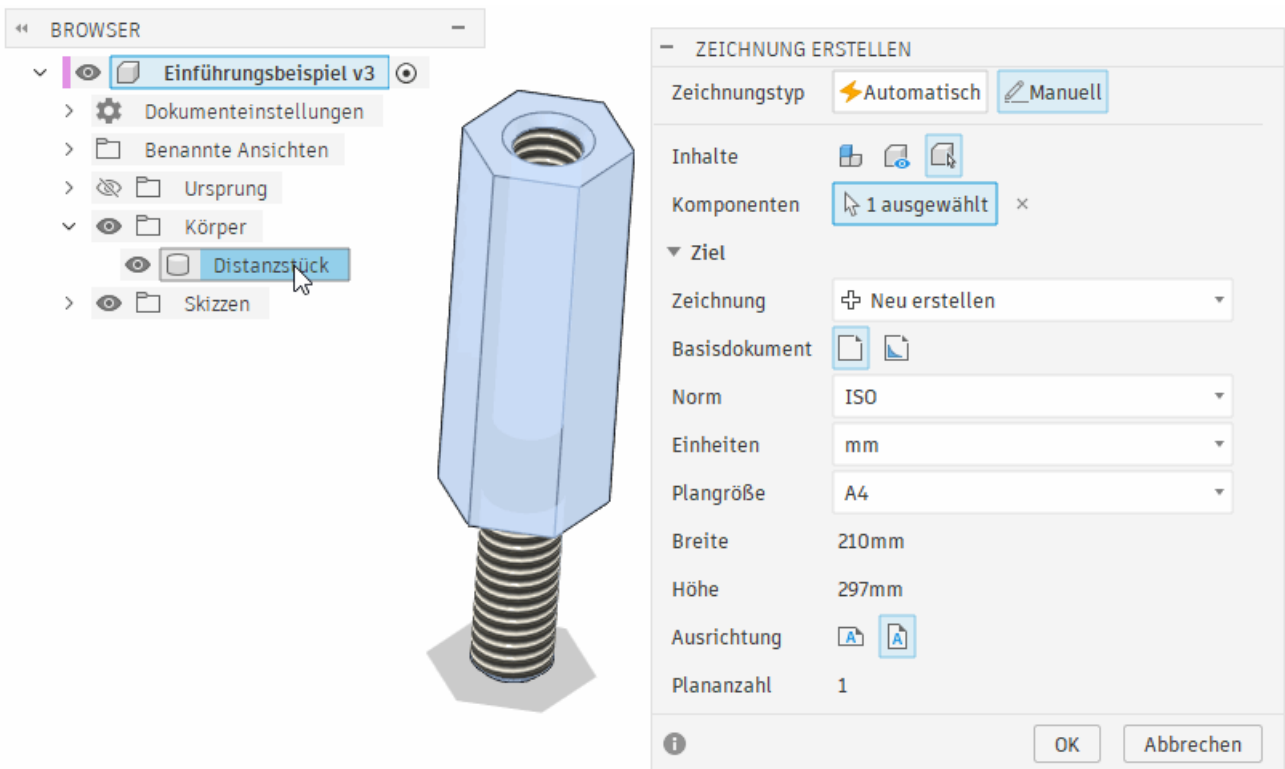 BROWSER
Einführungsbeispiel v3
Dokumenteinstellungen
Benannte Ansichten
Ursprung
Körper
Distanzstück
Skizzen
ZEICHNUNG ERSTELLEN
Zeichnungstyp Automatisch Manuell
Inhalte
Komponenten 1 ausgewählt
Ziel
Zeichnung Neu erstellen
Basisdokument
Norm ISO
Einheiten mm
Plangröße A4
Breite 210mm
Höhe 297mm
Ausrichtung A A
Plananzahl 1
OK Abbrechen